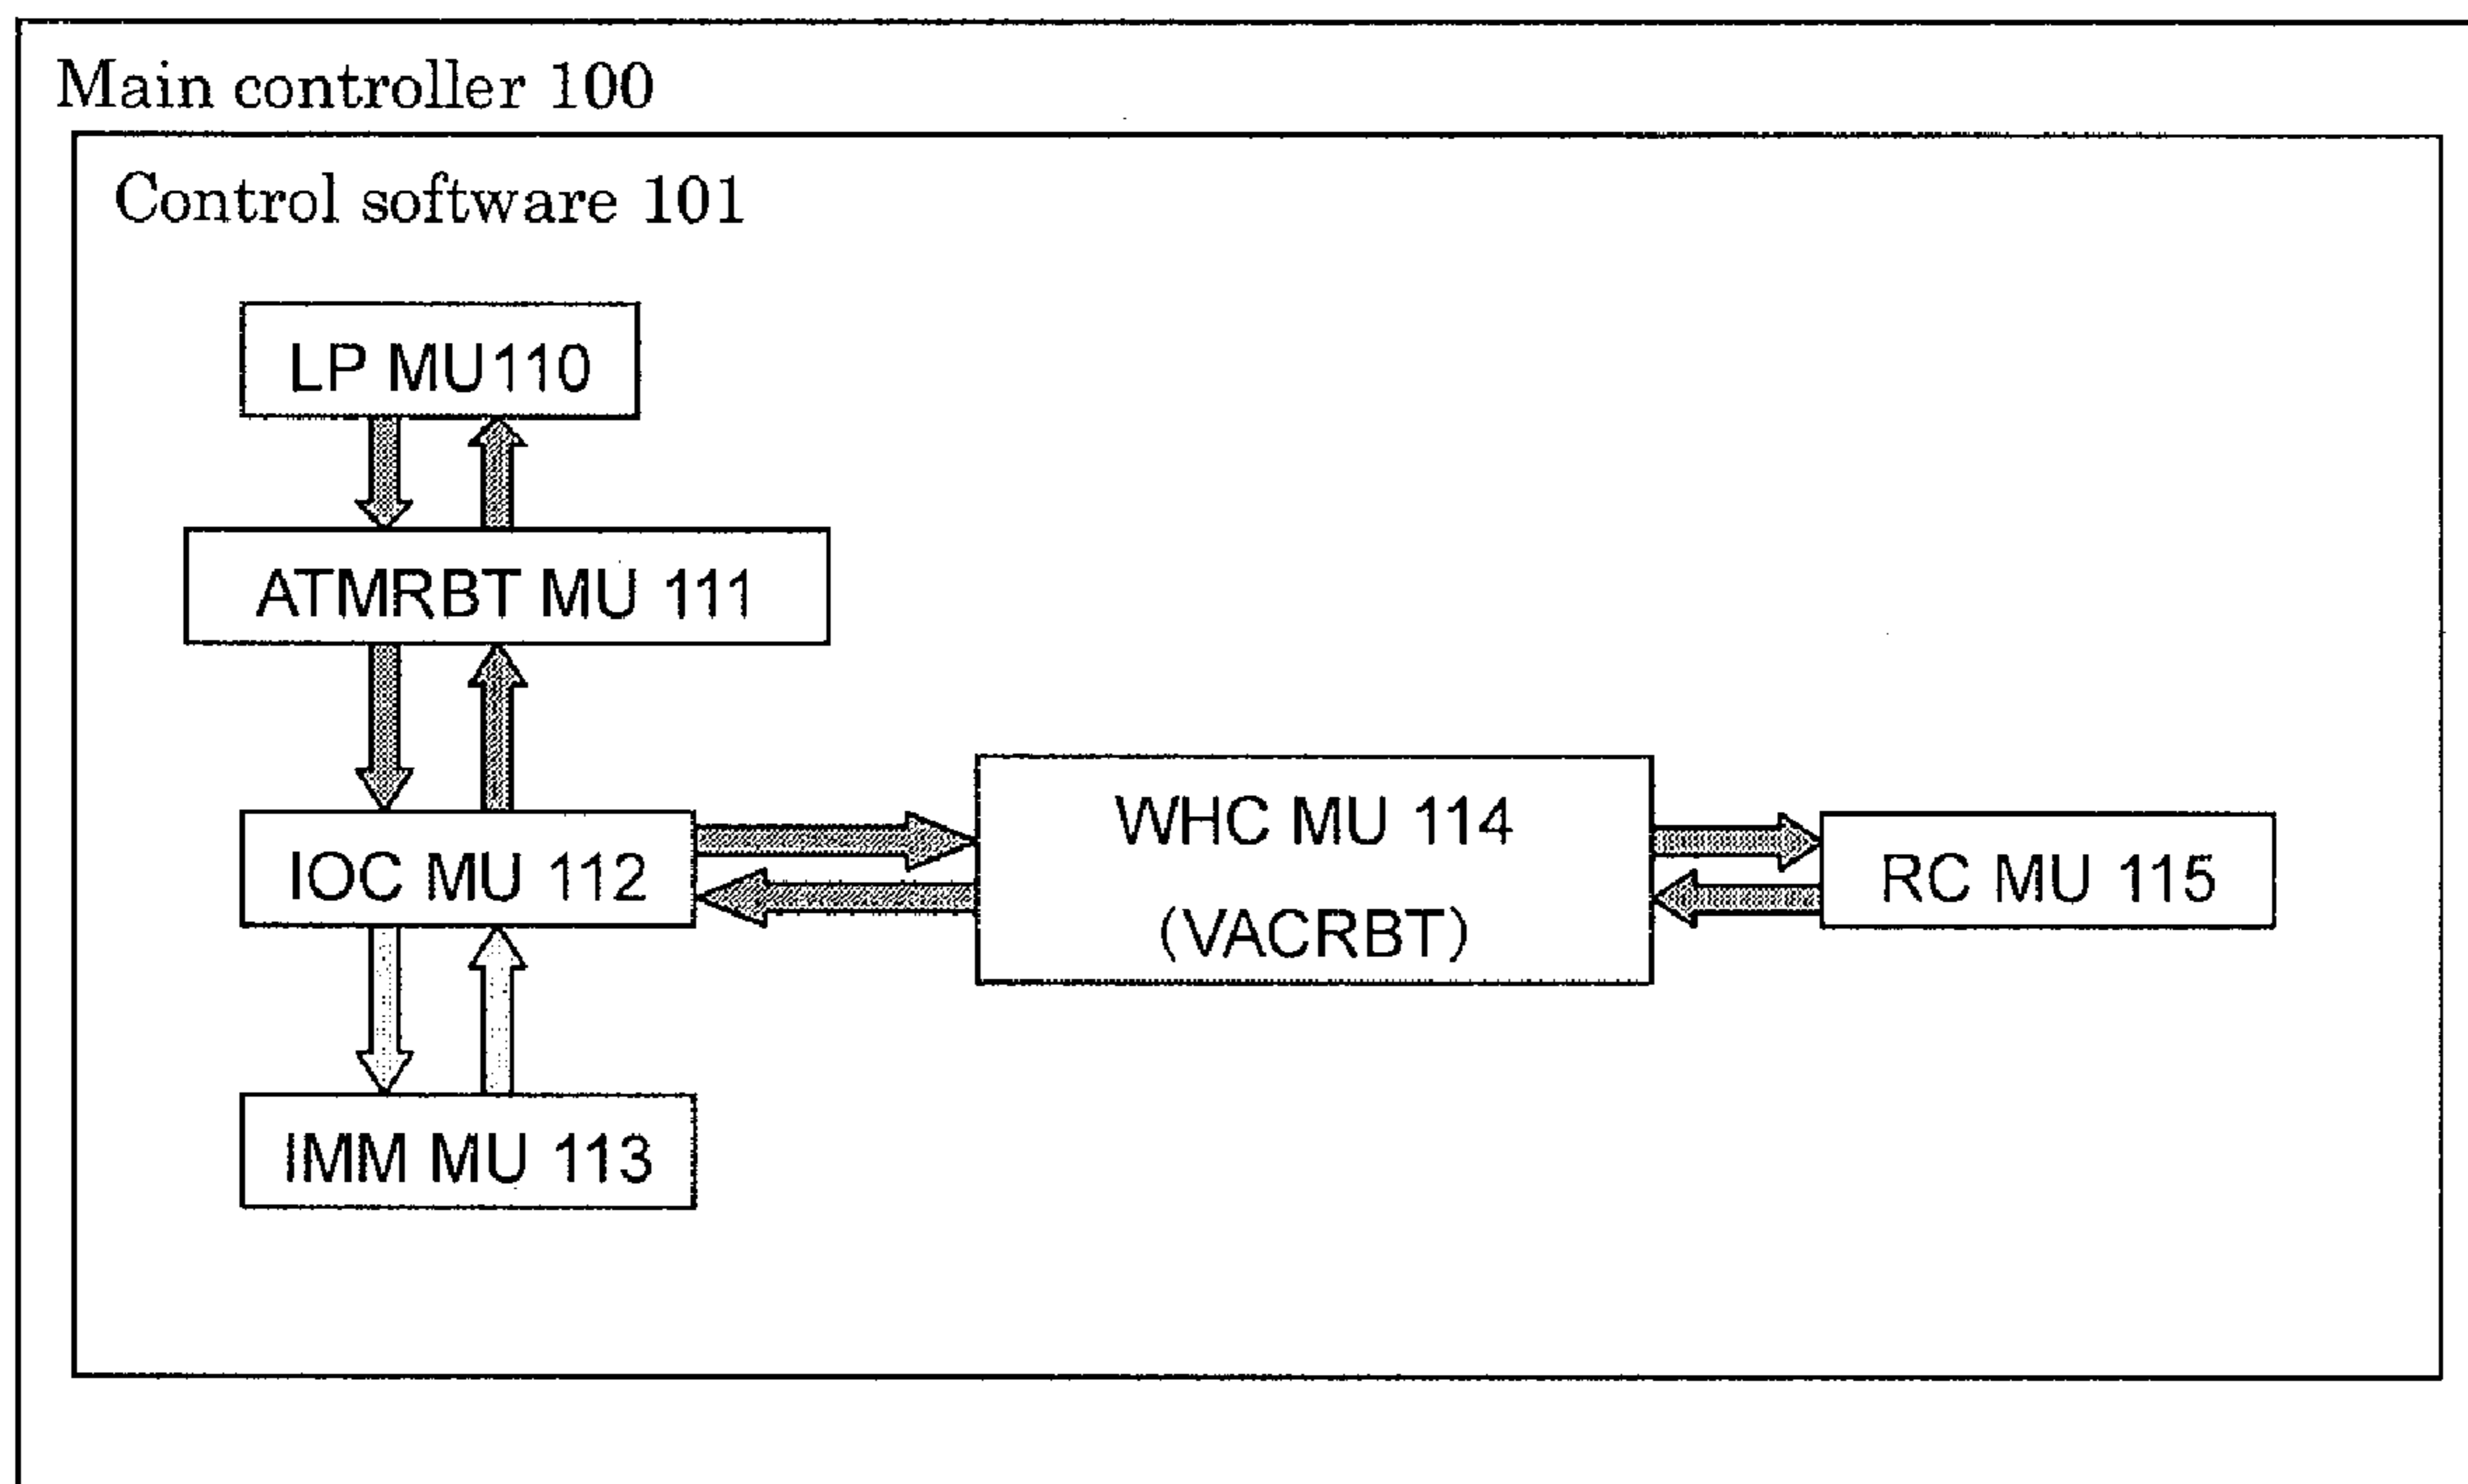 Main controller 100
Control software 101
LP MU110
ATMRBT MU 111
IOC MU 112
WHC MU 114
(VACRBT)
RC MU 115
IMM MU 113